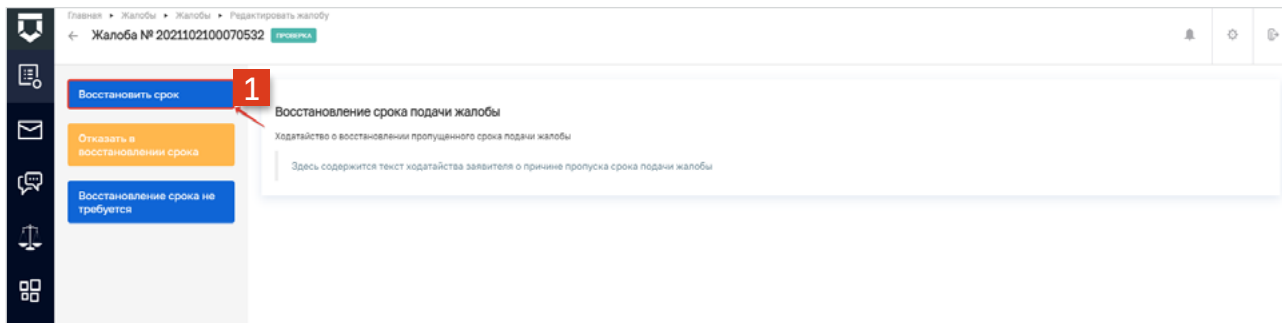 Главная ▸ Жалобы ▸ Жалобы ▸ Редактировать жалобу
← Жалоба № 2021102100070532 ПРОВЕРКА
Восстановить срок
1
Отказать в
восстановлении срока
Восстановление срока не
требуется
Восстановление срока подачи жалобы
Ходатайство о восстановлении пропущенного срока подачи жалобы
Здесь содержится текст ходатайства заявителя о причине пропуска срока подачи жалобы